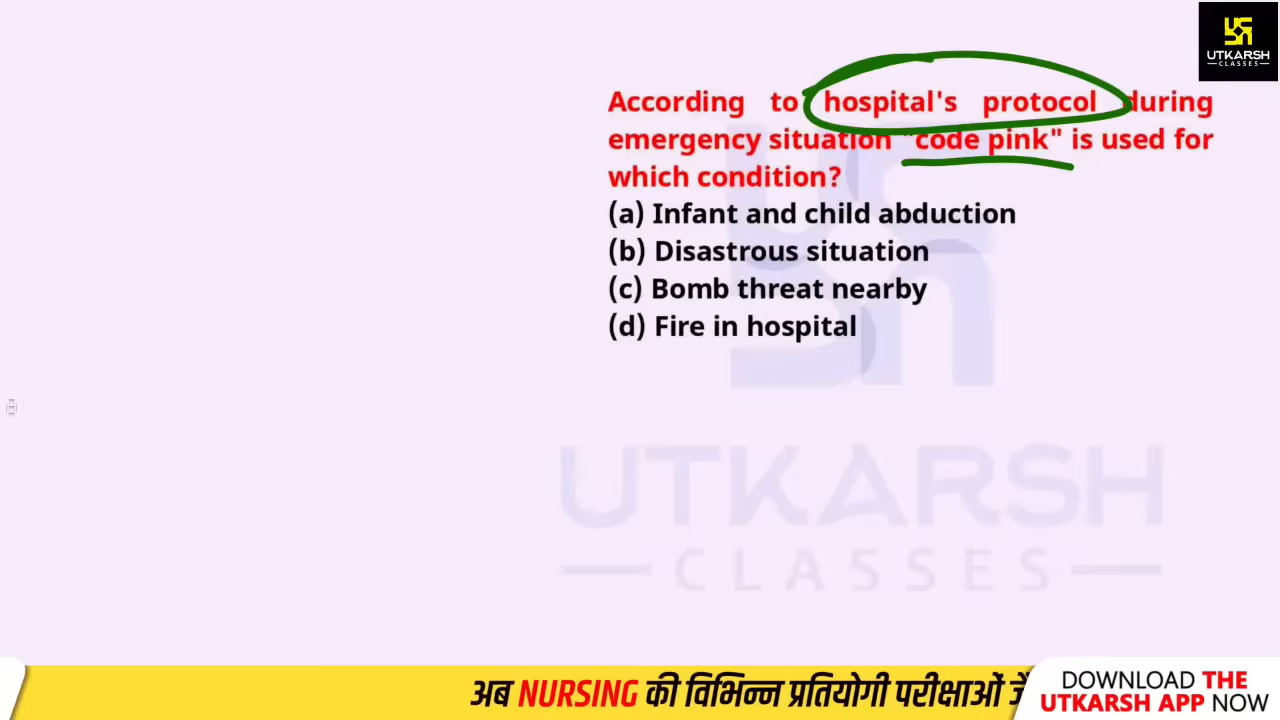 UTKARSH
CLASSES
According to hospital's protocol during
emergency situation "code pink" is used for
which condition?
(a) Infant and child abduction
(b) Disastrous situation
(c) Bomb threat nearby
(d) Fire in hospital
UTKARSH
CLASSES
अब NURSING की विभिन्न प्रतियोगी परीक्षाओं
DOWNLOAD THE
UTKARSH APP NOW